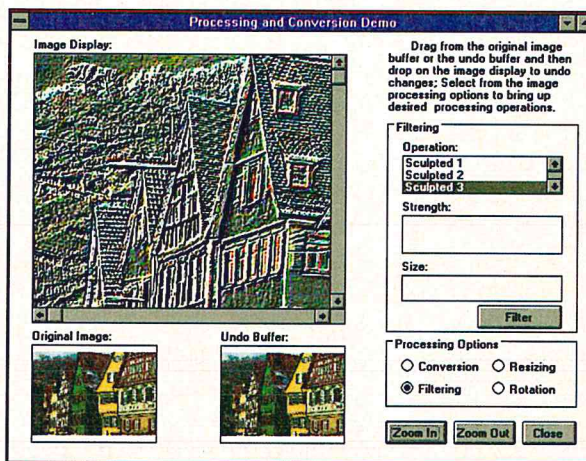 Processing and Conversion Demo
Image Display:
Drag from the original image
buffer or the undo buffer and then
drop on the image display to undo
changes; Select from the image
processing options to bring up
desired processing operations.
Filtering
Operation:
Sculpted 1
Sculpted 2
Sculpted 3
Strength:
Size:
Filter
Original Image:
Undo Buffer:
Processing Options
Conversion
Resizing
Filtering
Rotation
Zoom In
Zoom Out
Close